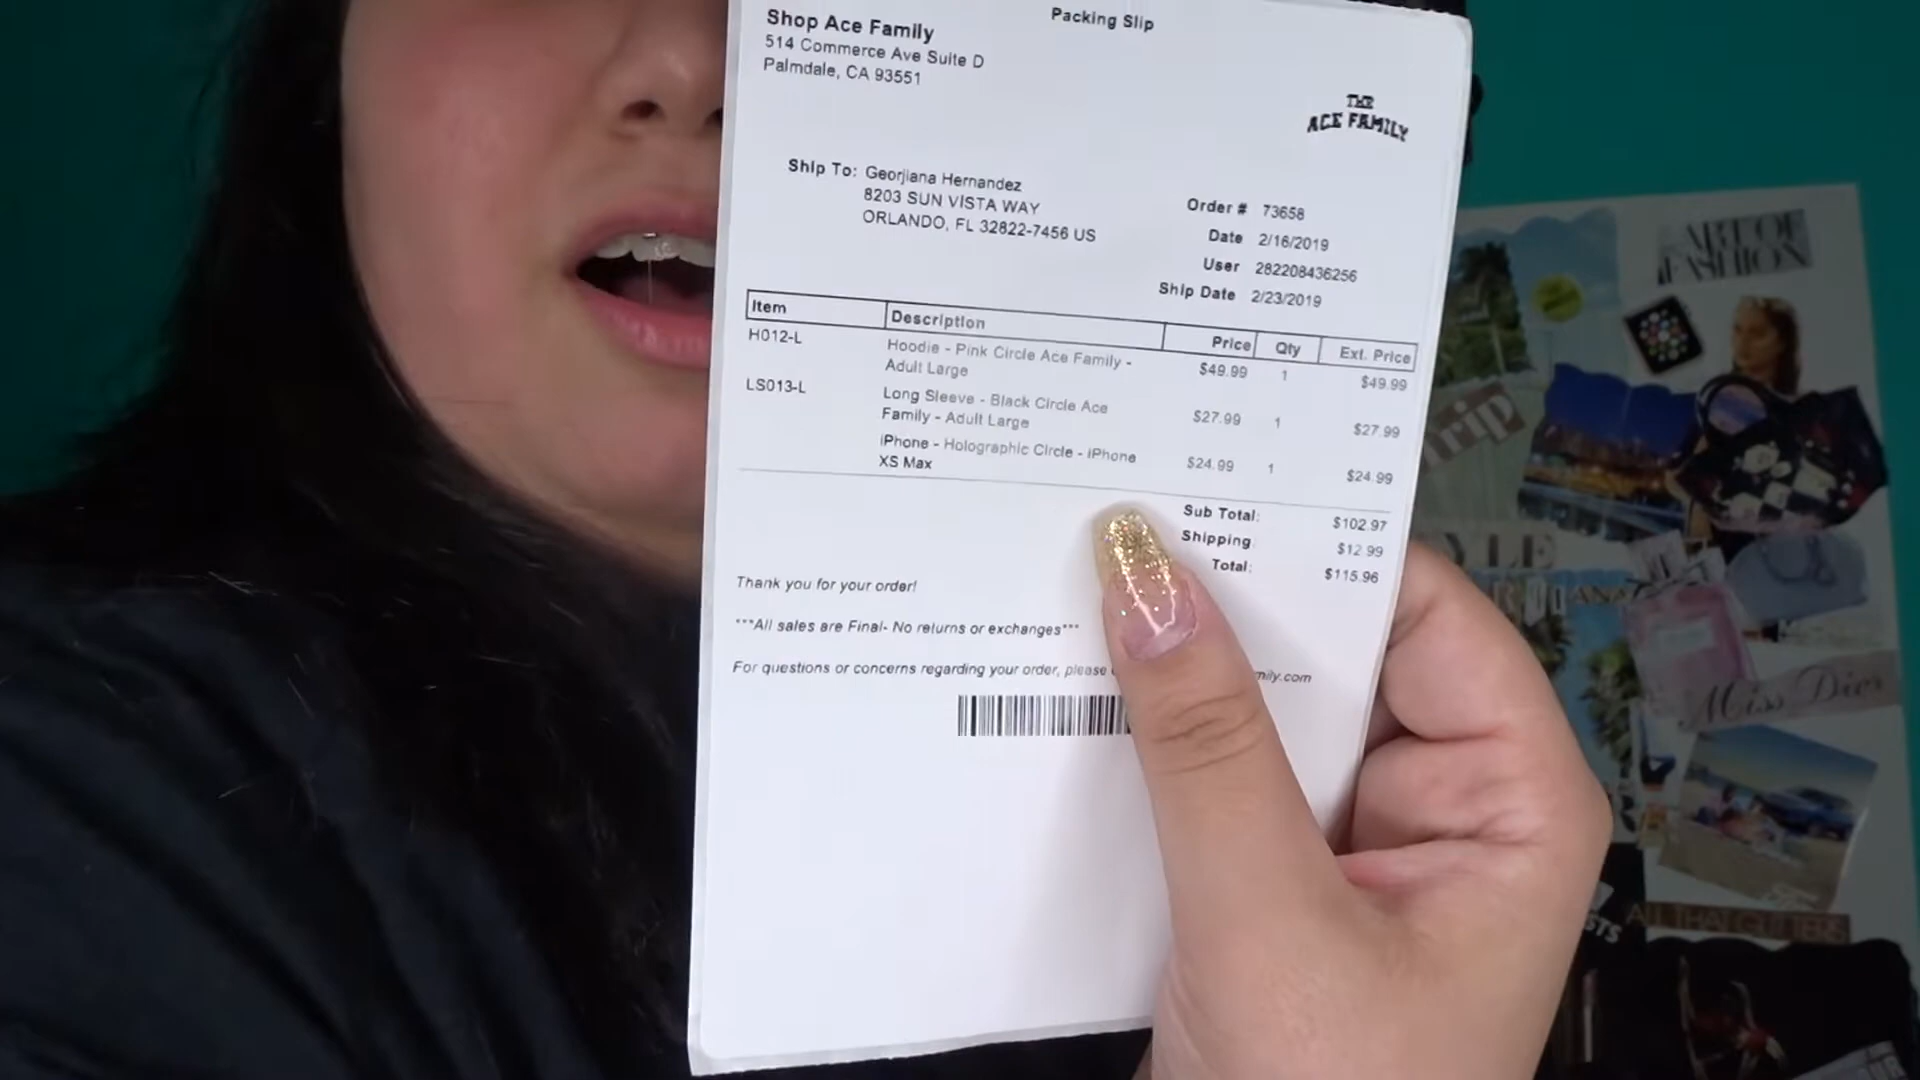 Packing Slip
Shop Ace Family
514 Commerce Ave Suite D
Palmdale, CA 93551
THE
ACE FAMILY
Ship To: Georjiana Hernandez
8203 SUN VISTA WAY
ORLANDO, FL 32822-7456 US
Order # 73658
Date 2/16/2019
User 282208436256
Ship Date 2/23/2019
Item Description Price Qty Ext. Price
H012-L Hoodie - Pink Circle Ace Family - $49.99 1 $49.99
Adult Large
LS013-L Long Sleeve - Black Circle Ace $27.99 1 $27.99
Family - Adult Large
iPhone - Holographic Circle - iPhone $24.99 1 $24.99
XS Max
Sub Total: $102.97
Shipping: $12.99
Total: $115.96
Thank you for your order!
***All sales are Final- No returns or exchanges***
For questions or concerns regarding your order, please mily.com
ART OF
FASHION
trip
Miss Dior
ALL THAT GLITTERS